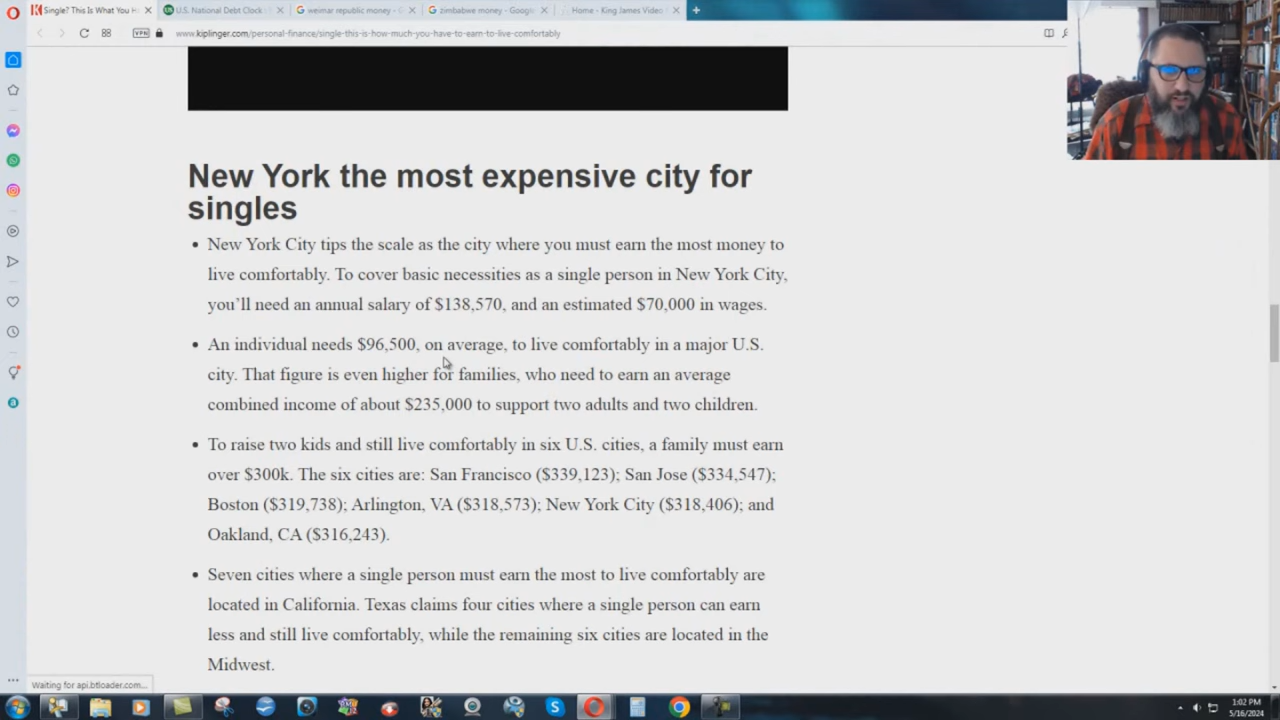 Single? This Is What You H
U.S. National Debt Clock
weimar republic money - G
zimbabwe money - Googl
Home - King James Video
88
VPN
www.kiplinger.com/personal-finance/single-this-is-how-much-you-have-to-earn-to-live-comfortably
New York the most expensive city for
singles
• New York City tips the scale as the city where you must earn the most money to
live comfortably. To cover basic necessities as a single person in New York City,
you'll need an annual salary of $138,570, and an estimated $70,000 in wages.
• An individual needs $96,500, on average, to live comfortably in a major U.S.
city. That figure is even higher for families, who need to earn an average
combined income of about $235,000 to support two adults and two children.
• To raise two kids and still live comfortably in six U.S. cities, a family must earn
over $300k. The six cities are: San Francisco ($339,123); San Jose ($334,547);
Boston ($319,738); Arlington, VA ($318,573); New York City ($318,406); and
Oakland, CA ($316,243).
• Seven cities where a single person must earn the most to live comfortably are
located in California. Texas claims four cities where a single person can earn
less and still live comfortably, while the remaining six cities are located in the
Midwest.
Waiting for api.btloader.com...
1:02 PM
5/16/2024